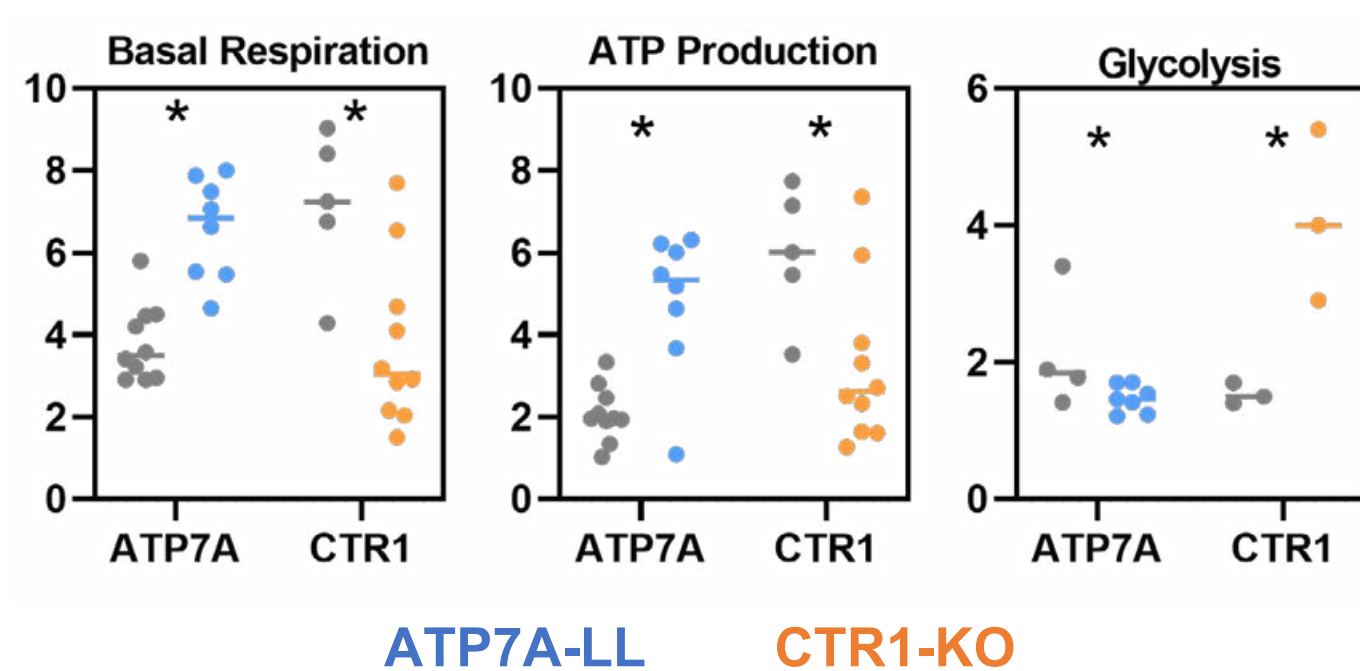 Basal Respiration
10
8
6
4
2
0
* *
ATP7A CTR1
ATP Production
10
8
6
4
2
0
* *
ATP7A CTR1
Glycolysis
6
4
2
0
* *
ATP7A CTR1
ATP7A-LL CTR1-KO